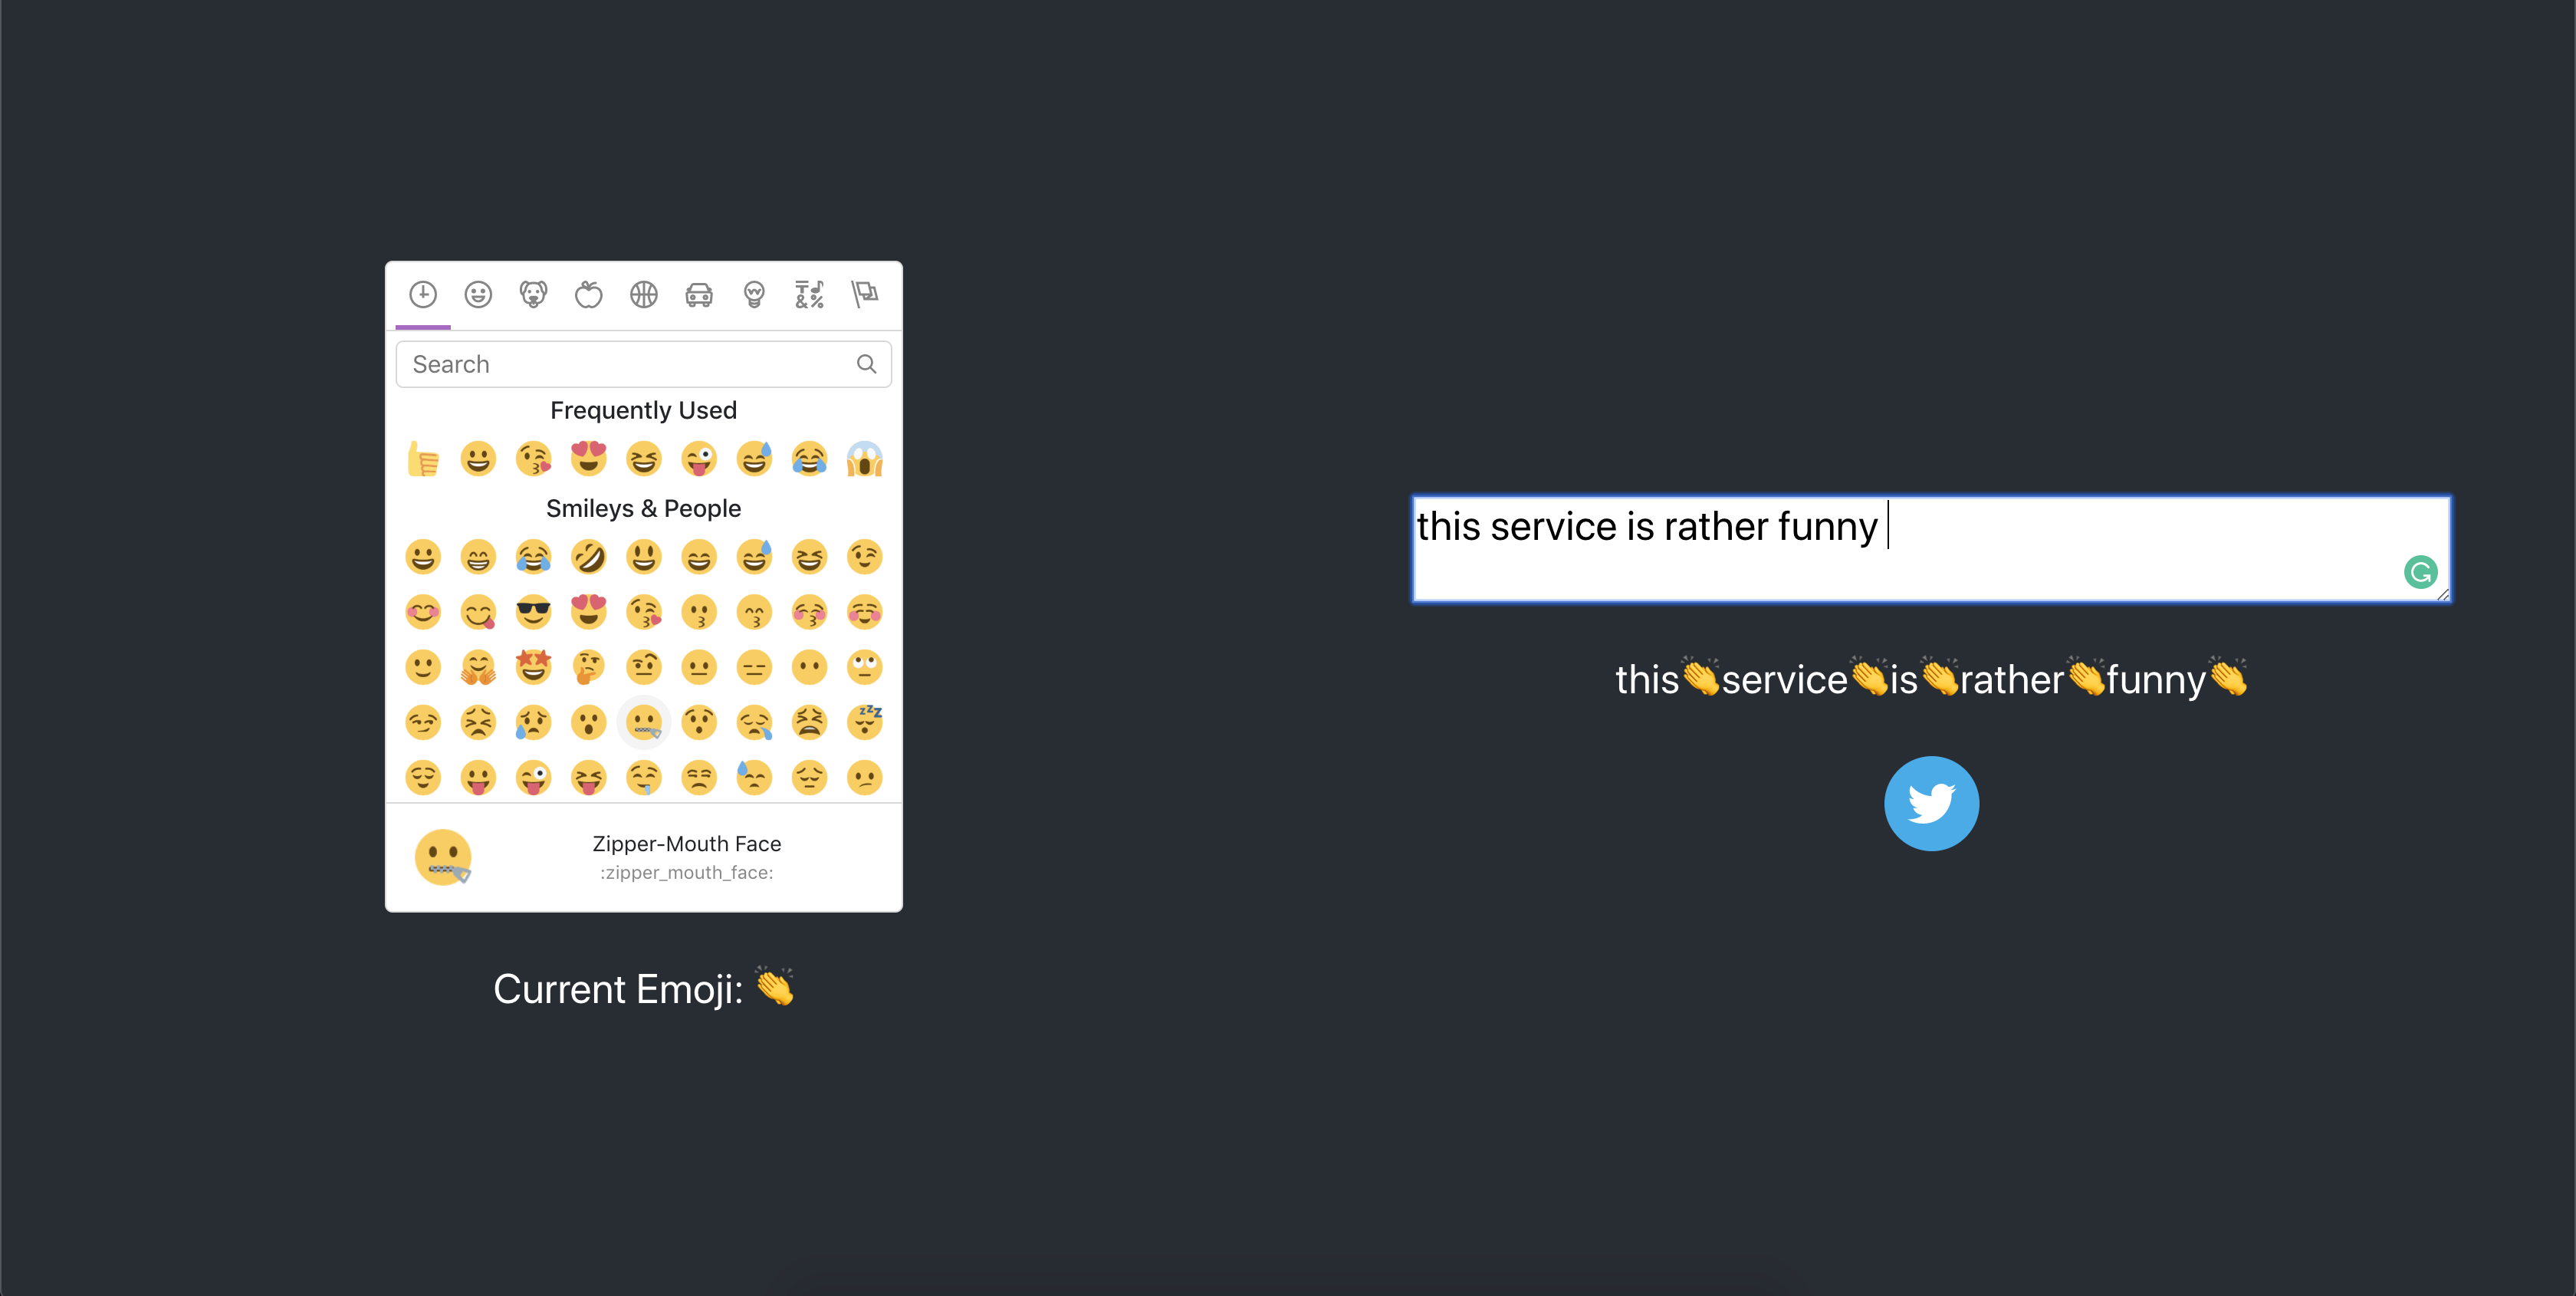 Search
Frequently Used
Smileys & People
Zipper-Mouth Face
:zipper_mouth_face:
Current Emoji: 👏
this service is rather funny
this👏service👏is👏rather👏funny👏